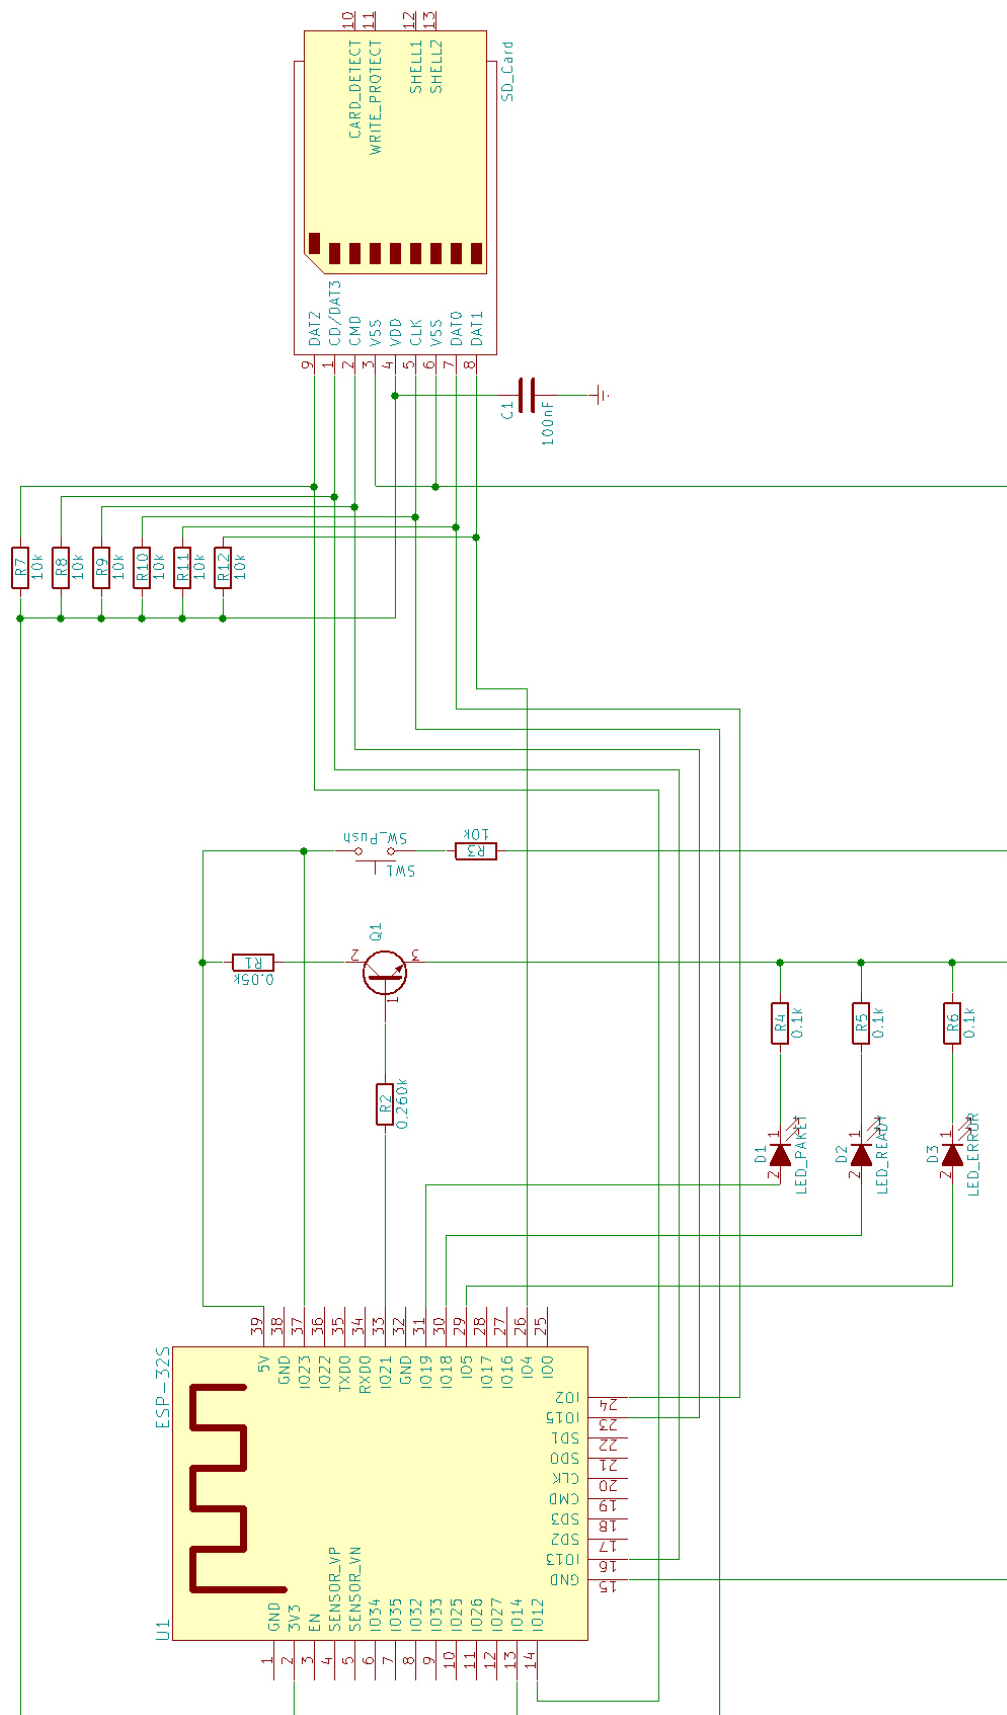 10
11
12
13
CARD_DETECT
WRITE_PROTECT
SHELL1
SHELL2
SD_Card
DAT2
CD/DAT3
CMD
VSS
VDD
CLK
VSS
DAT0
DAT1
9
1
2
3
4
5
6
7
8
C1
100nF
R7
10k
R8
10k
R9
10k
R10
10k
R11
10k
R12
10k
SW_Push
SW1
10k
R3
Q1
2
3
1
R1
0.05k
R2
0.260k
R4
0.1k
R5
0.1k
R6
0.1k
D1
1
2
LED_PAKET
D2
1
2
LED_READY
D3
1
2
LED_ERROR
39
38
37
36
35
34
33
32
31
30
29
28
27
26
25
ESP-32S
5V
GND
IO23
IO22
TXD0
RXD0
IO21
GND
IO19
IO18
IO5
IO17
IO16
IO4
IO0
IO2
24
IO15
23
SD1
22
SD0
21
CLK
20
CMD
19
SD3
18
SD2
17
IO13
16
GND
15
U1
GND
3V3
EN
SENSOR_VP
SENSOR_VN
IO34
IO35
IO32
IO33
IO25
IO26
IO27
IO14
IO12
1
2
3
4
5
6
7
8
9
10
11
12
13
14